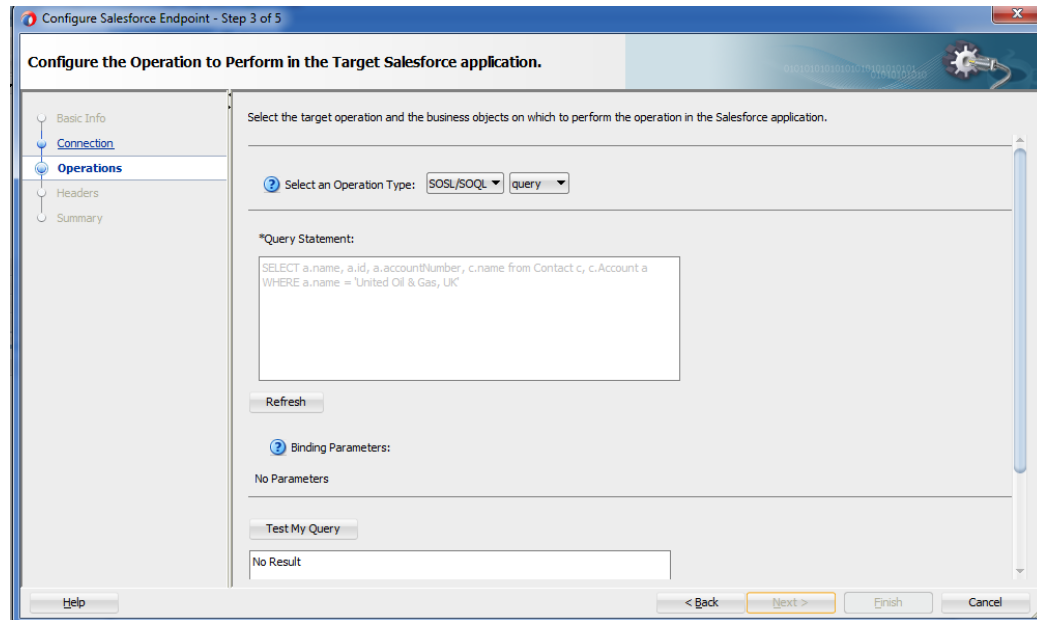 Configure Salesforce Endpoint - Step 3 of 5
Configure the Operation to Perform in the Target Salesforce application.
Basic Info
Connection
Operations
Headers
Summary
Select the target operation and the business objects on which to perform the operation in the Salesforce application.
Select an Operation Type: SOSL/SOQL query
*Query Statement:
SELECT a.name, a.id, a.accountNumber, c.name from Contact c, c.Account a
WHERE a.name = 'United Oil & Gas, UK'
Refresh
Binding Parameters:
No Parameters
Test My Query
No Result
Help
< Back
Next >
Finish
Cancel